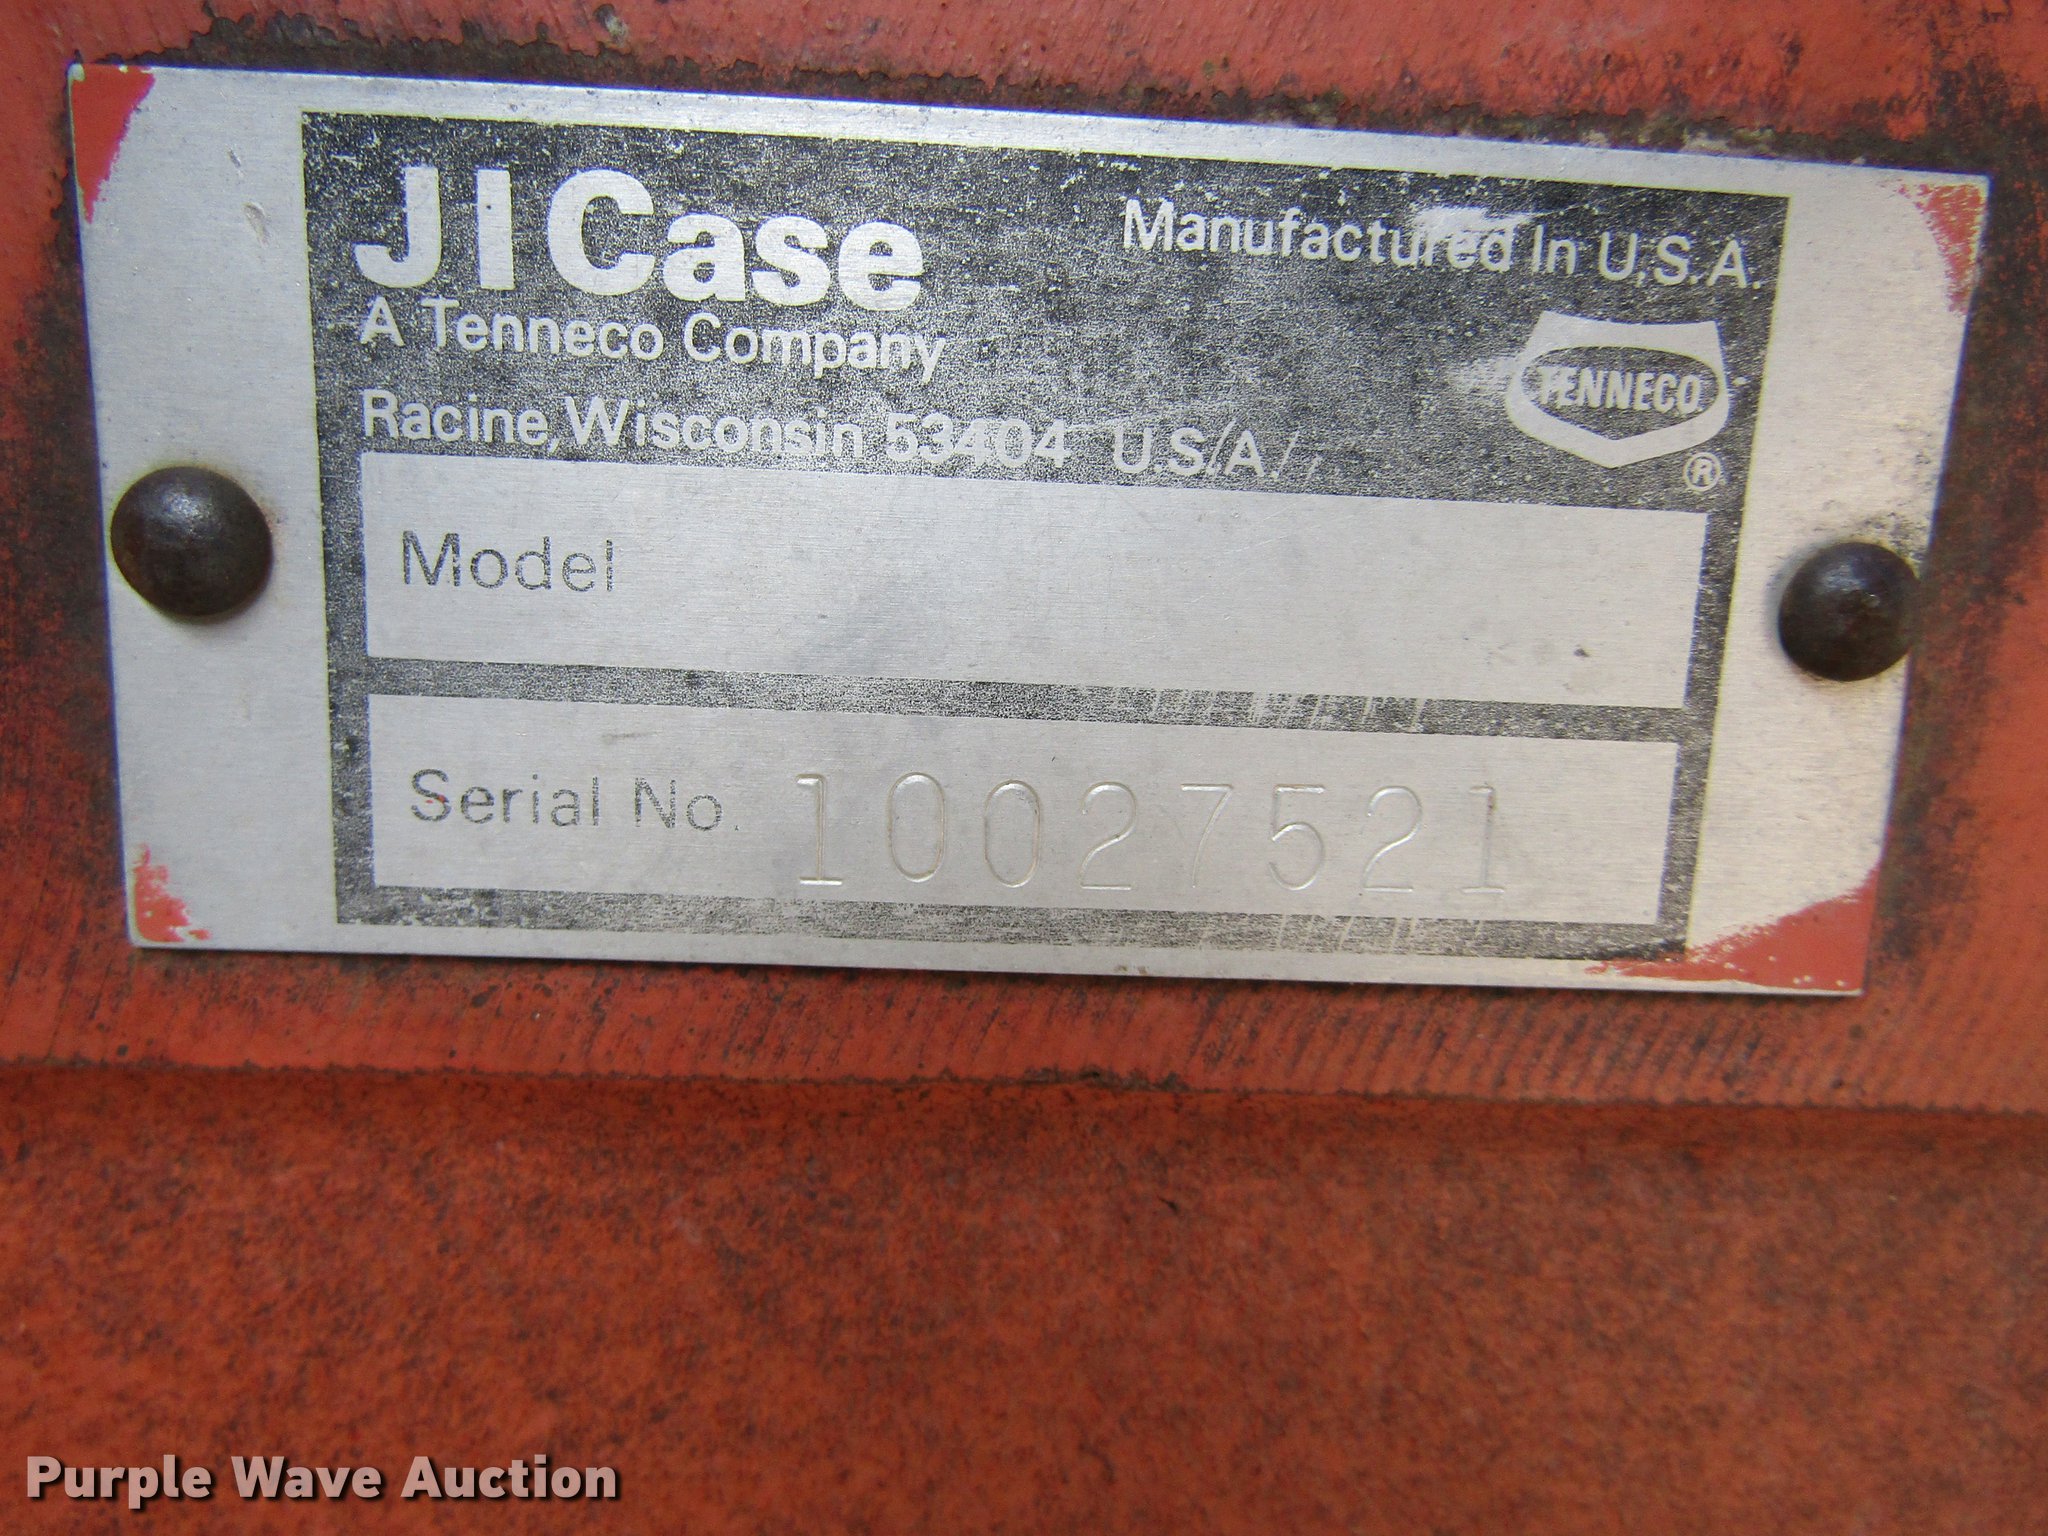 J I Case
Manufactured In U.S.A.
A Tenneco Company
TENNECO
®
Racine, Wisconsin 53404 U.S.A.
Model
Serial No. 10027521
Purple Wave Auction